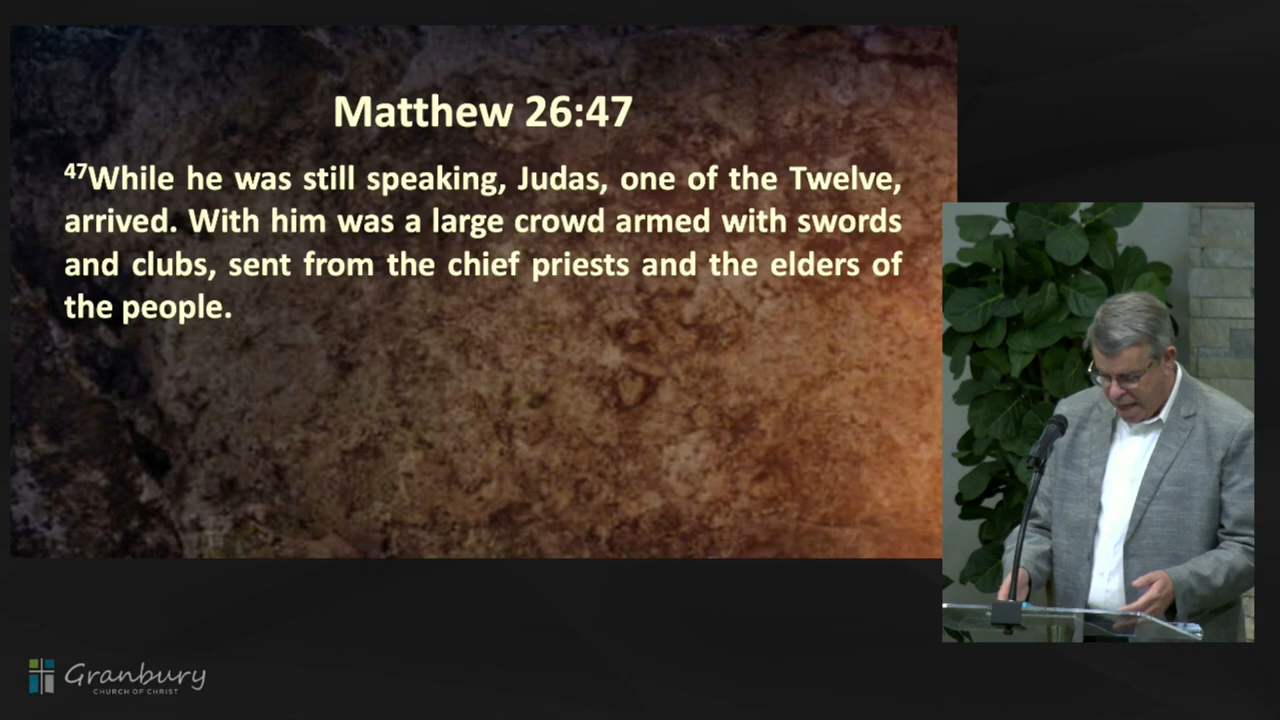 Matthew 26:47
47While he was still speaking, Judas, one of the Twelve,
arrived. With him was a large crowd armed with swords
and clubs, sent from the chief priests and the elders of
the people.
Granbury
CHURCH OF CHRIST